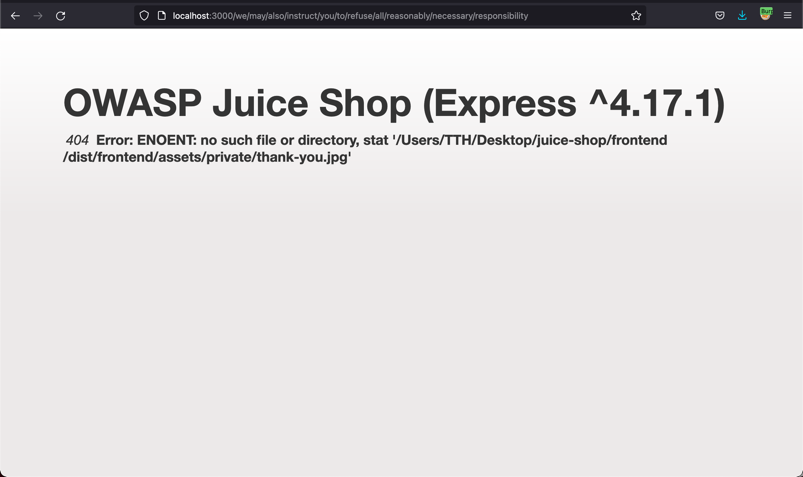 localhost:3000/we/may/also/instruct/you/to/refuse/all/reasonably/necessary/responsibility
Burp
OWASP Juice Shop (Express ^4.17.1)
404 Error: ENOENT: no such file or directory, stat '/Users/TTH/Desktop/juice-shop/frontend
/dist/frontend/assets/private/thank-you.jpg'